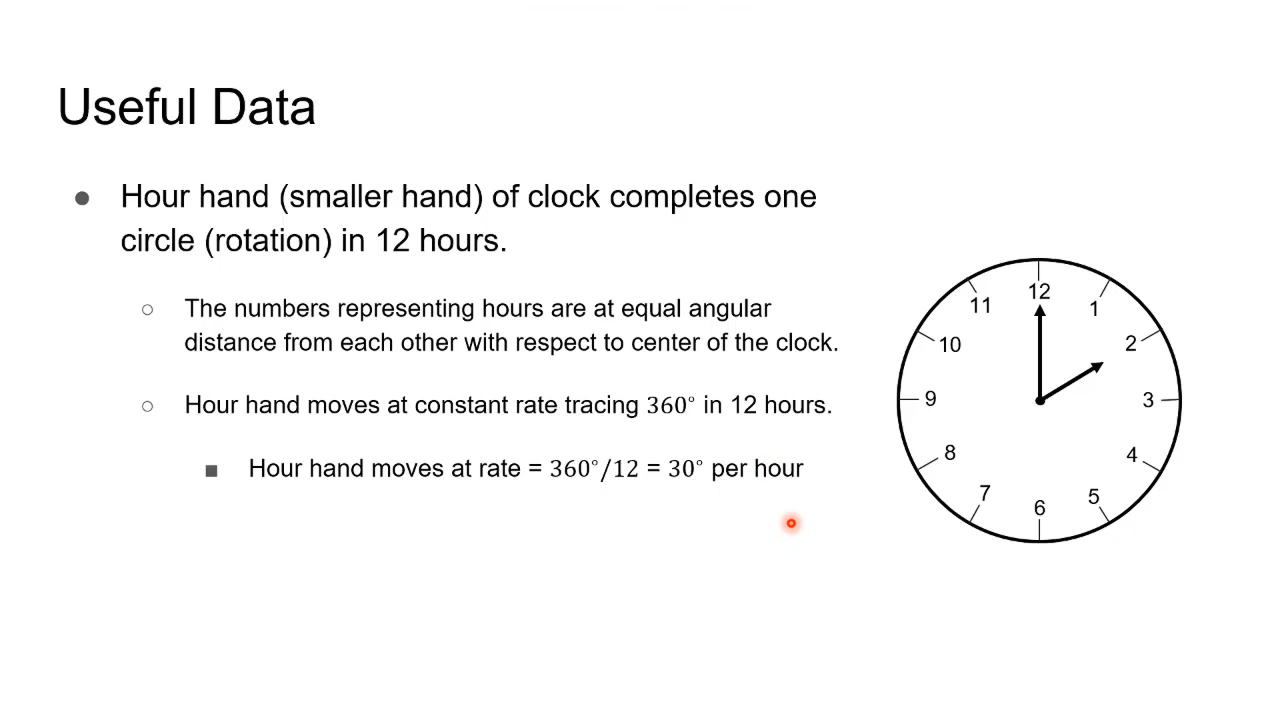 Useful Data
● Hour hand (smaller hand) of clock completes one
circle (rotation) in 12 hours.
○ The numbers representing hours are at equal angular
distance from each other with respect to center of the clock.
○ Hour hand moves at constant rate tracing 360° in 12 hours.
■ Hour hand moves at rate = 360°/12 = 30° per hour
12
1
2
3
4
5
6
7
8
9
10
11